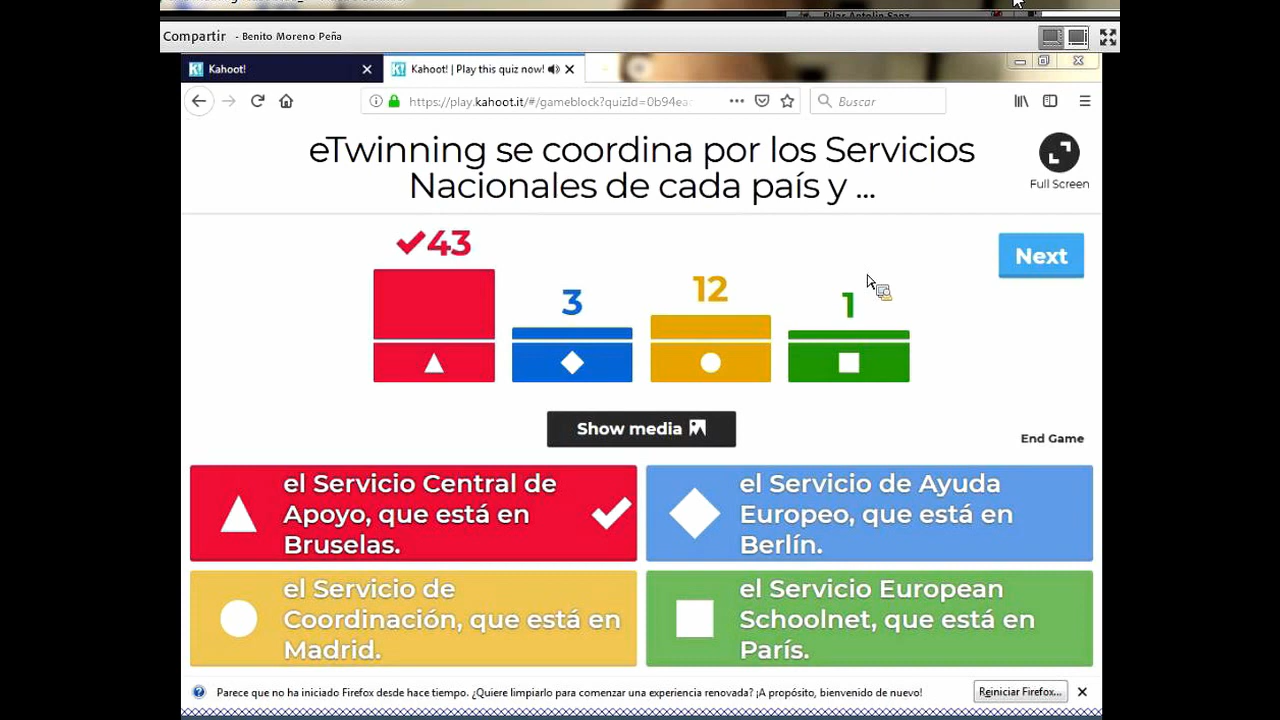 Compartir - Benito Moreno Peña
Kahoot!
Kahoot! | Play this quiz now!
https://play.kahoot.it/#/gameblock?quizId=0b94ea
Buscar
eTwinning se coordina por los Servicios
Nacionales de cada país y ...
Full Screen
43
3
12
1
Next
Show media
End Game
el Servicio Central de
Apoyo, que está en
Bruselas.
el Servicio de Ayuda
Europeo, que está en
Berlín.
el Servicio de
Coordinación, que está en
Madrid.
el Servicio European
Schoolnet, que está en
París.
Parece que no ha iniciado Firefox desde hace tiempo. ¿Quiere limpiarlo para comenzar una experiencia renovada? ¡A propósito, bienvenido de nuevo!
Reiniciar Firefox...